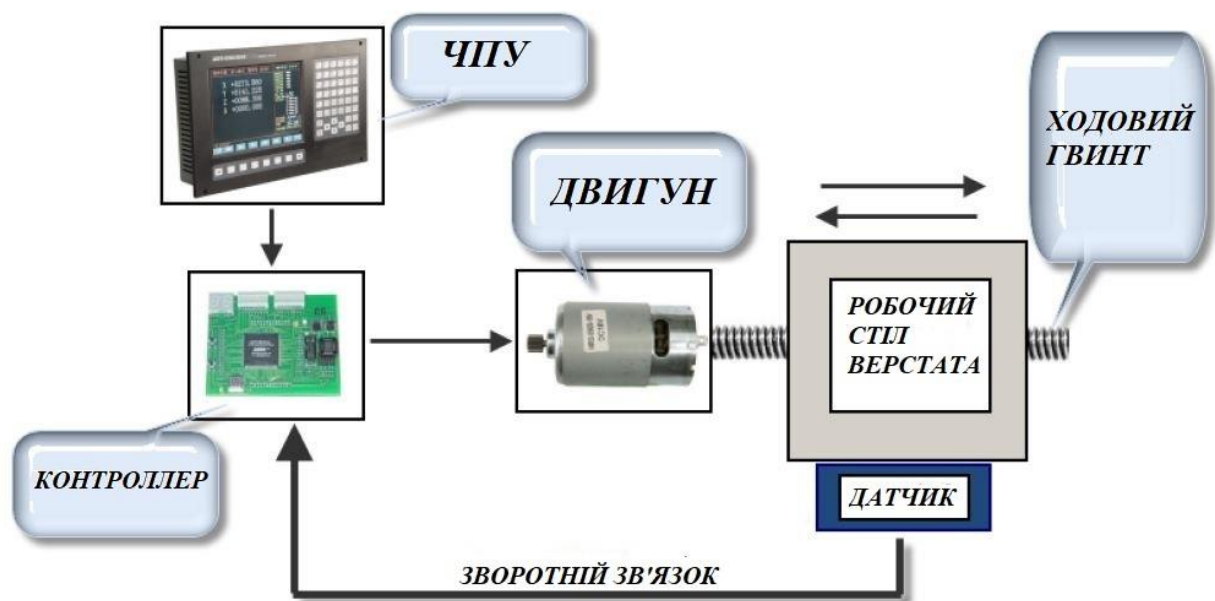 ЧПУ
ХОДОВИЙ
ГВИНТ
ДВИГУН
РОБОЧИЙ
СТІЛ
ВЕРСТАТА
КОНТРОЛЛЕР
ДАТЧИК
ЗВОРОТНІЙ ЗВ'ЯЗОК